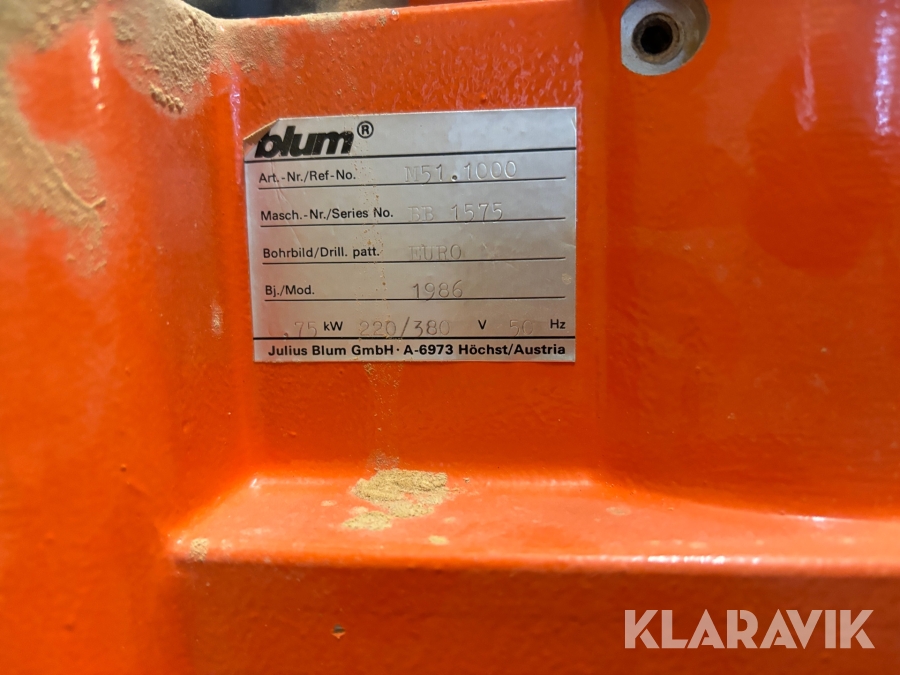 blum®
Art.-Nr./Ref-No. M51.1000
Masch.-Nr./Series No. BB 1575
Bohrbild/Drill. patt. EURO
Bj./Mod. 1986
.75 kW 220/380 V 50 Hz
Julius Blum GmbH · A-6973 Höchst/Austria
KLARAVIK